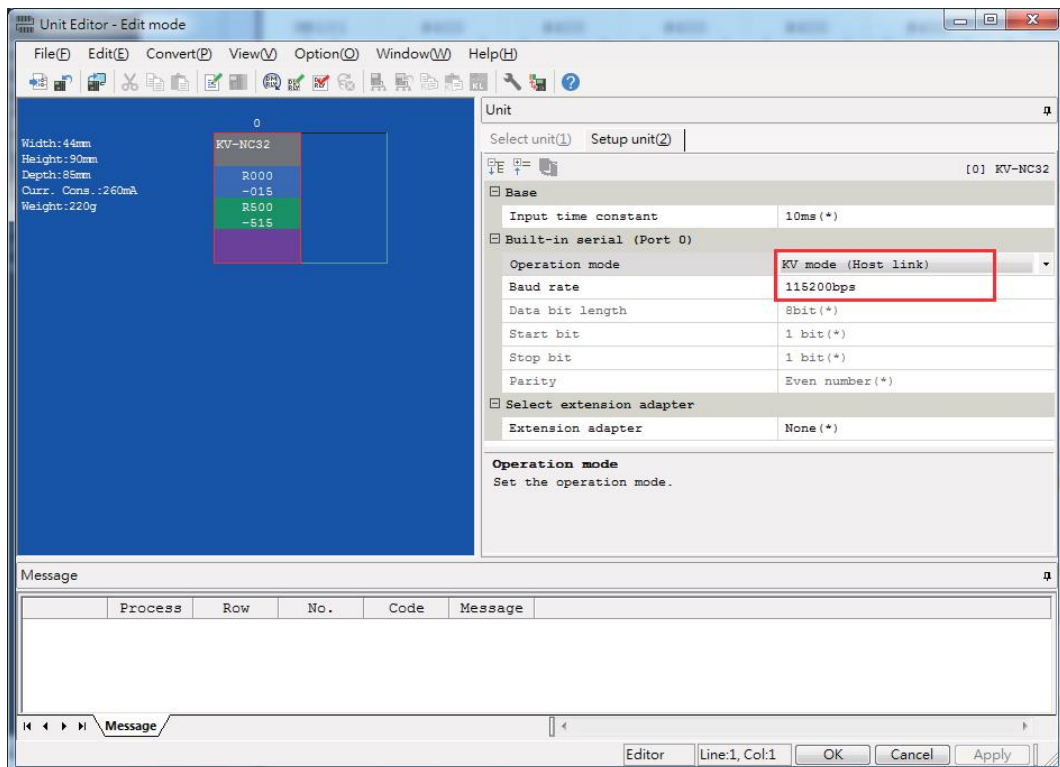 Unit Editor - Edit mode
File(F) Edit(E) Convert(P) View(V) Option(O) Window(W) Help(H)
Width:44mm
Height:90mm
Depth:85mm
Curr. Cons.:260mA
Weight:220g
0
KV-NC32
R000
-015
R500
-515
Unit
Select unit(1) Setup unit(2)
[0] KV-NC32
Base
Input time constant 10ms(*)
Built-in serial (Port 0)
Operation mode KV mode (Host link)
Baud rate 115200bps
Data bit length 8bit(*)
Start bit 1 bit(*)
Stop bit 1 bit(*)
Parity Even number(*)
Select extension adapter
Extension adapter None(*)
Operation mode
Set the operation mode.
Message
Process Row No. Code Message
Message
Editor Line:1, Col:1 OK Cancel Apply